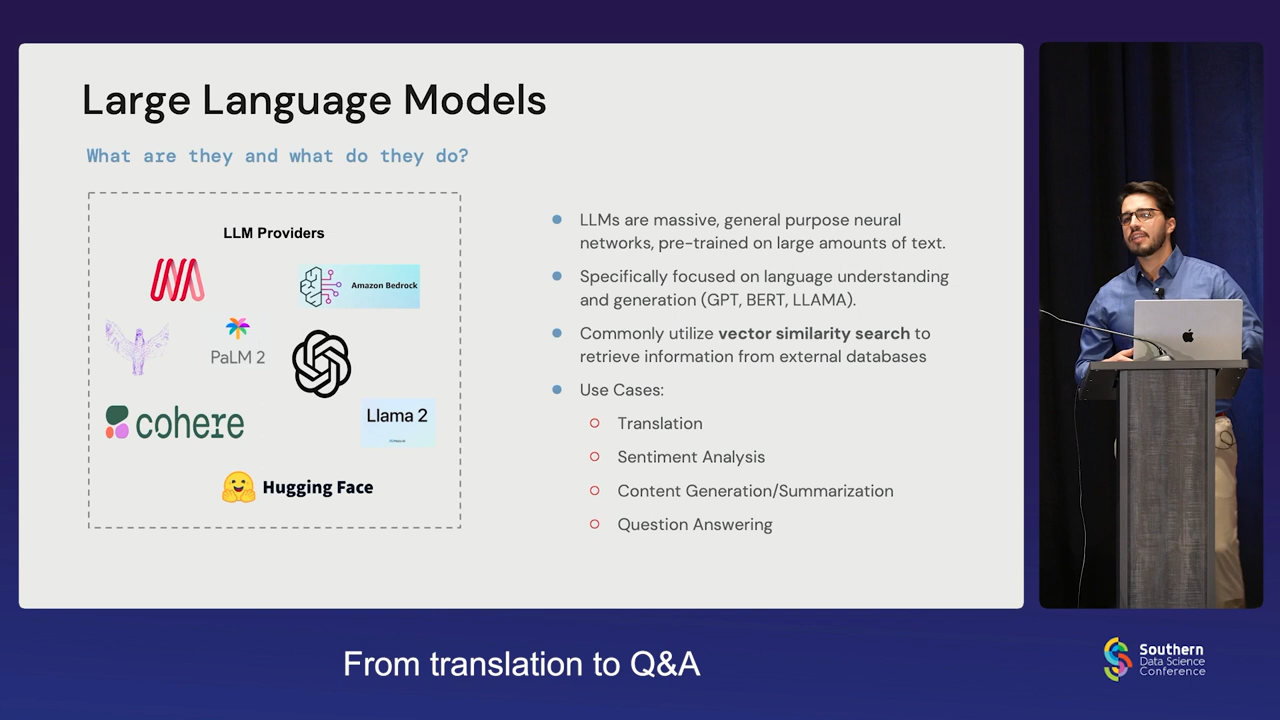 Large Language Models
What are they and what do they do?
LLM Providers
Amazon Bedrock
PaLM 2
cohere
Llama 2
Hugging Face
LLMs are massive, general purpose neural
networks, pre-trained on large amounts of text.
Specifically focused on language understanding
and generation (GPT, BERT, LLAMA).
Commonly utilize vector similarity search to
retrieve information from external databases
Use Cases:
Translation
Sentiment Analysis
Content Generation/Summarization
Question Answering
From translation to Q&A
Southern
Data Science
Conference